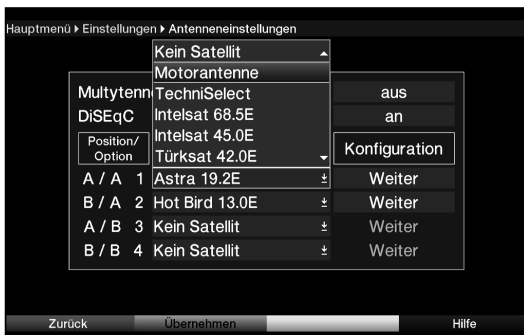 Hauptmenü ▸ Einstellungen ▸ Antenneneinstellungen
Kein Satellit
Motorantenne
Multytenn TechniSelect aus
DiSEqC Intelsat 68.5E an
Intelsat 45.0E
Position/
Option
Türksat 42.0E
Konfiguration
A / A 1 Astra 19.2E Weiter
B / A 2 Hot Bird 13.0E Weiter
A / B 3 Kein Satellit Weiter
B / B 4 Kein Satellit Weiter
Zurück Übernehmen Hilfe